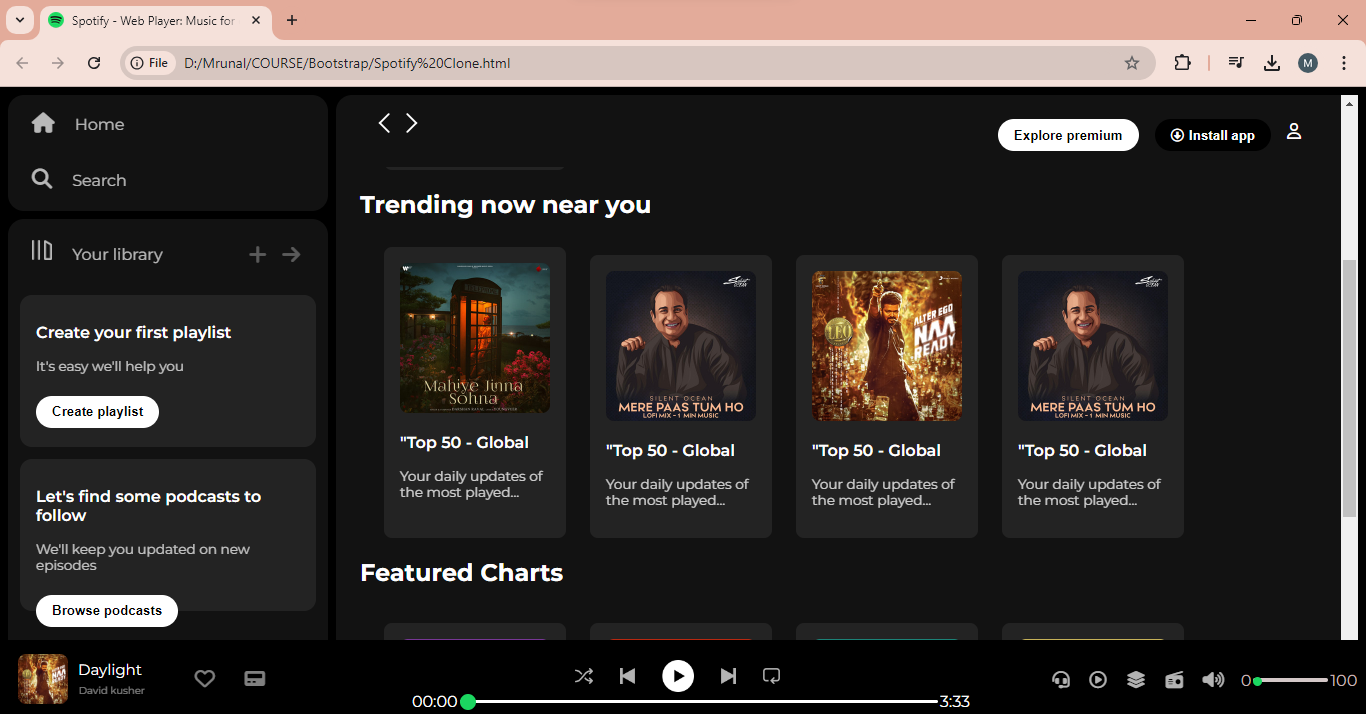 Spotify - Web Player: Music for
File
D:/Mrunal/COURSE/Bootstrap/Spotify%20Clone.html
M
Home
Search
Your library
Create your first playlist
It's easy we'll help you
Create playlist
Let's find some podcasts to
follow
We'll keep you updated on new
episodes
Browse podcasts
Explore premium
Install app
Trending now near you
Mahiye Jinna
Sohna
"Top 50 - Global
Your daily updates of
the most played...
Silent
Ocean
SILENT OCEAN
MERE PAAS TUM HO
LOFI MIX - 1 MIN MUSIC
"Top 50 - Global
Your daily updates of
the most played...
LEO
ALTER EGO
NAA
READY
"Top 50 - Global
Your daily updates of
the most played...
Silent
Ocean
SILENT OCEAN
MERE PAAS TUM HO
LOFI MIX - 1 MIN MUSIC
"Top 50 - Global
Your daily updates of
the most played...
Featured Charts
Daylight
David kusher
00:00
3:33
0
100